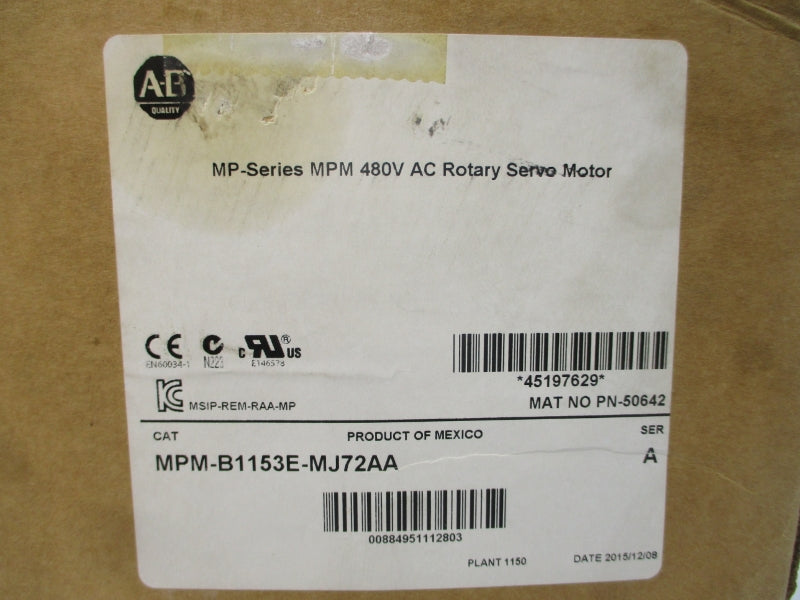 A-B
QUALITY
MP-Series MPM 480V AC Rotary Servo Motor
CE
EN60034-1
N223
C UR ® US
E146578
*45197629*
MAT NO PN-50642
KC MSIP-REM-RAA-MP
CAT PRODUCT OF MEXICO SER
MPM-B1153E-MJ72AA A
00884951112803
PLANT 1150 DATE 2015/12/08